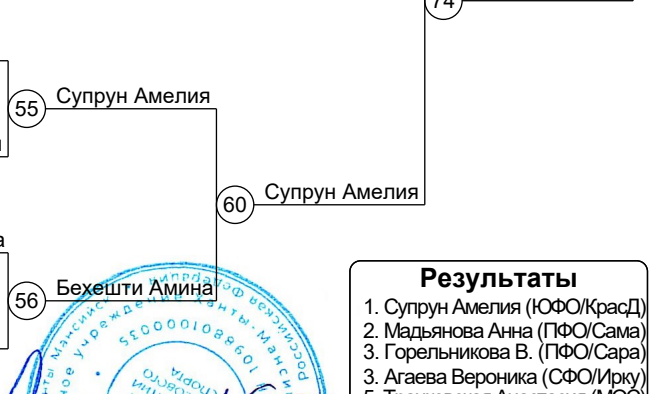 74
55
Супрун Амелия
60
Супрун Амелия
56
Бехешти Амина
Результаты
1. Супрун Амелия (ЮФО/КрасД)
2. Мадьянова Анна (ПФО/Сама)
3. Горельникова В. (ПФО/Сара)
3. Агаева Вероника (СФО/Ирку)